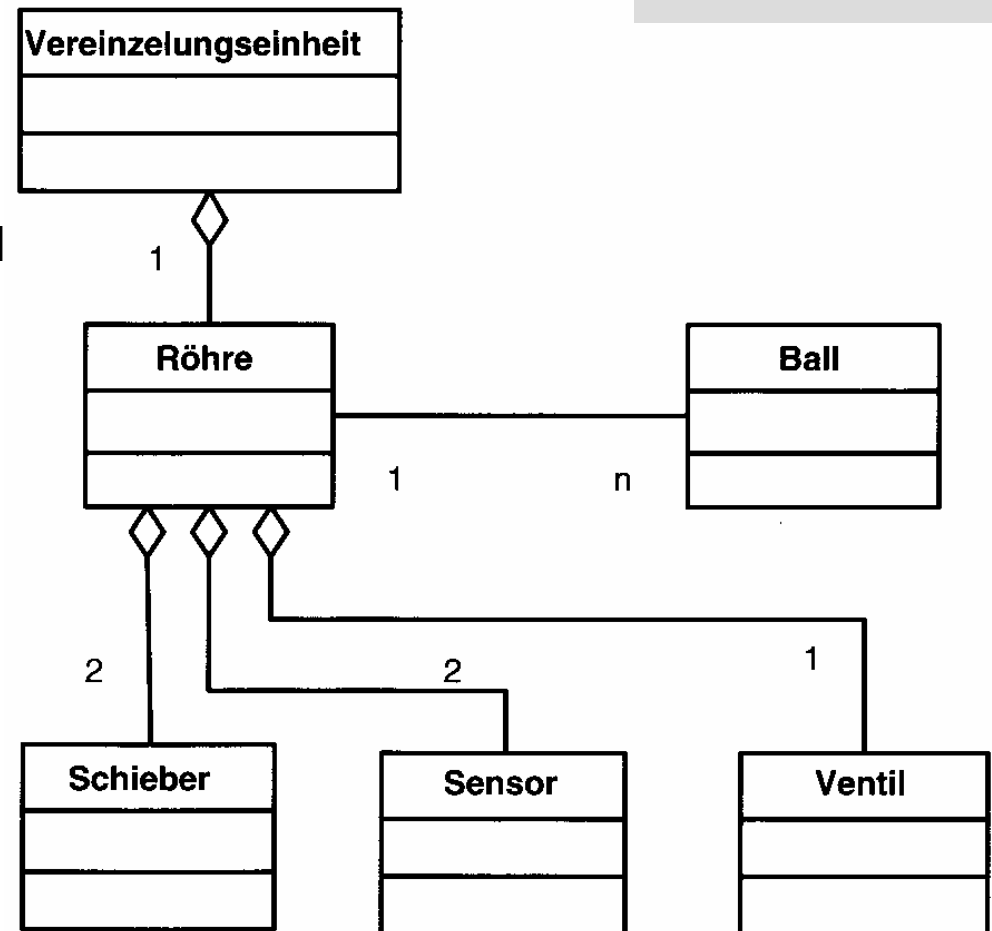 Vereinzelungseinheit
1
Röhre
Ball
1 n
2
2
1
Schieber
Sensor
Ventil